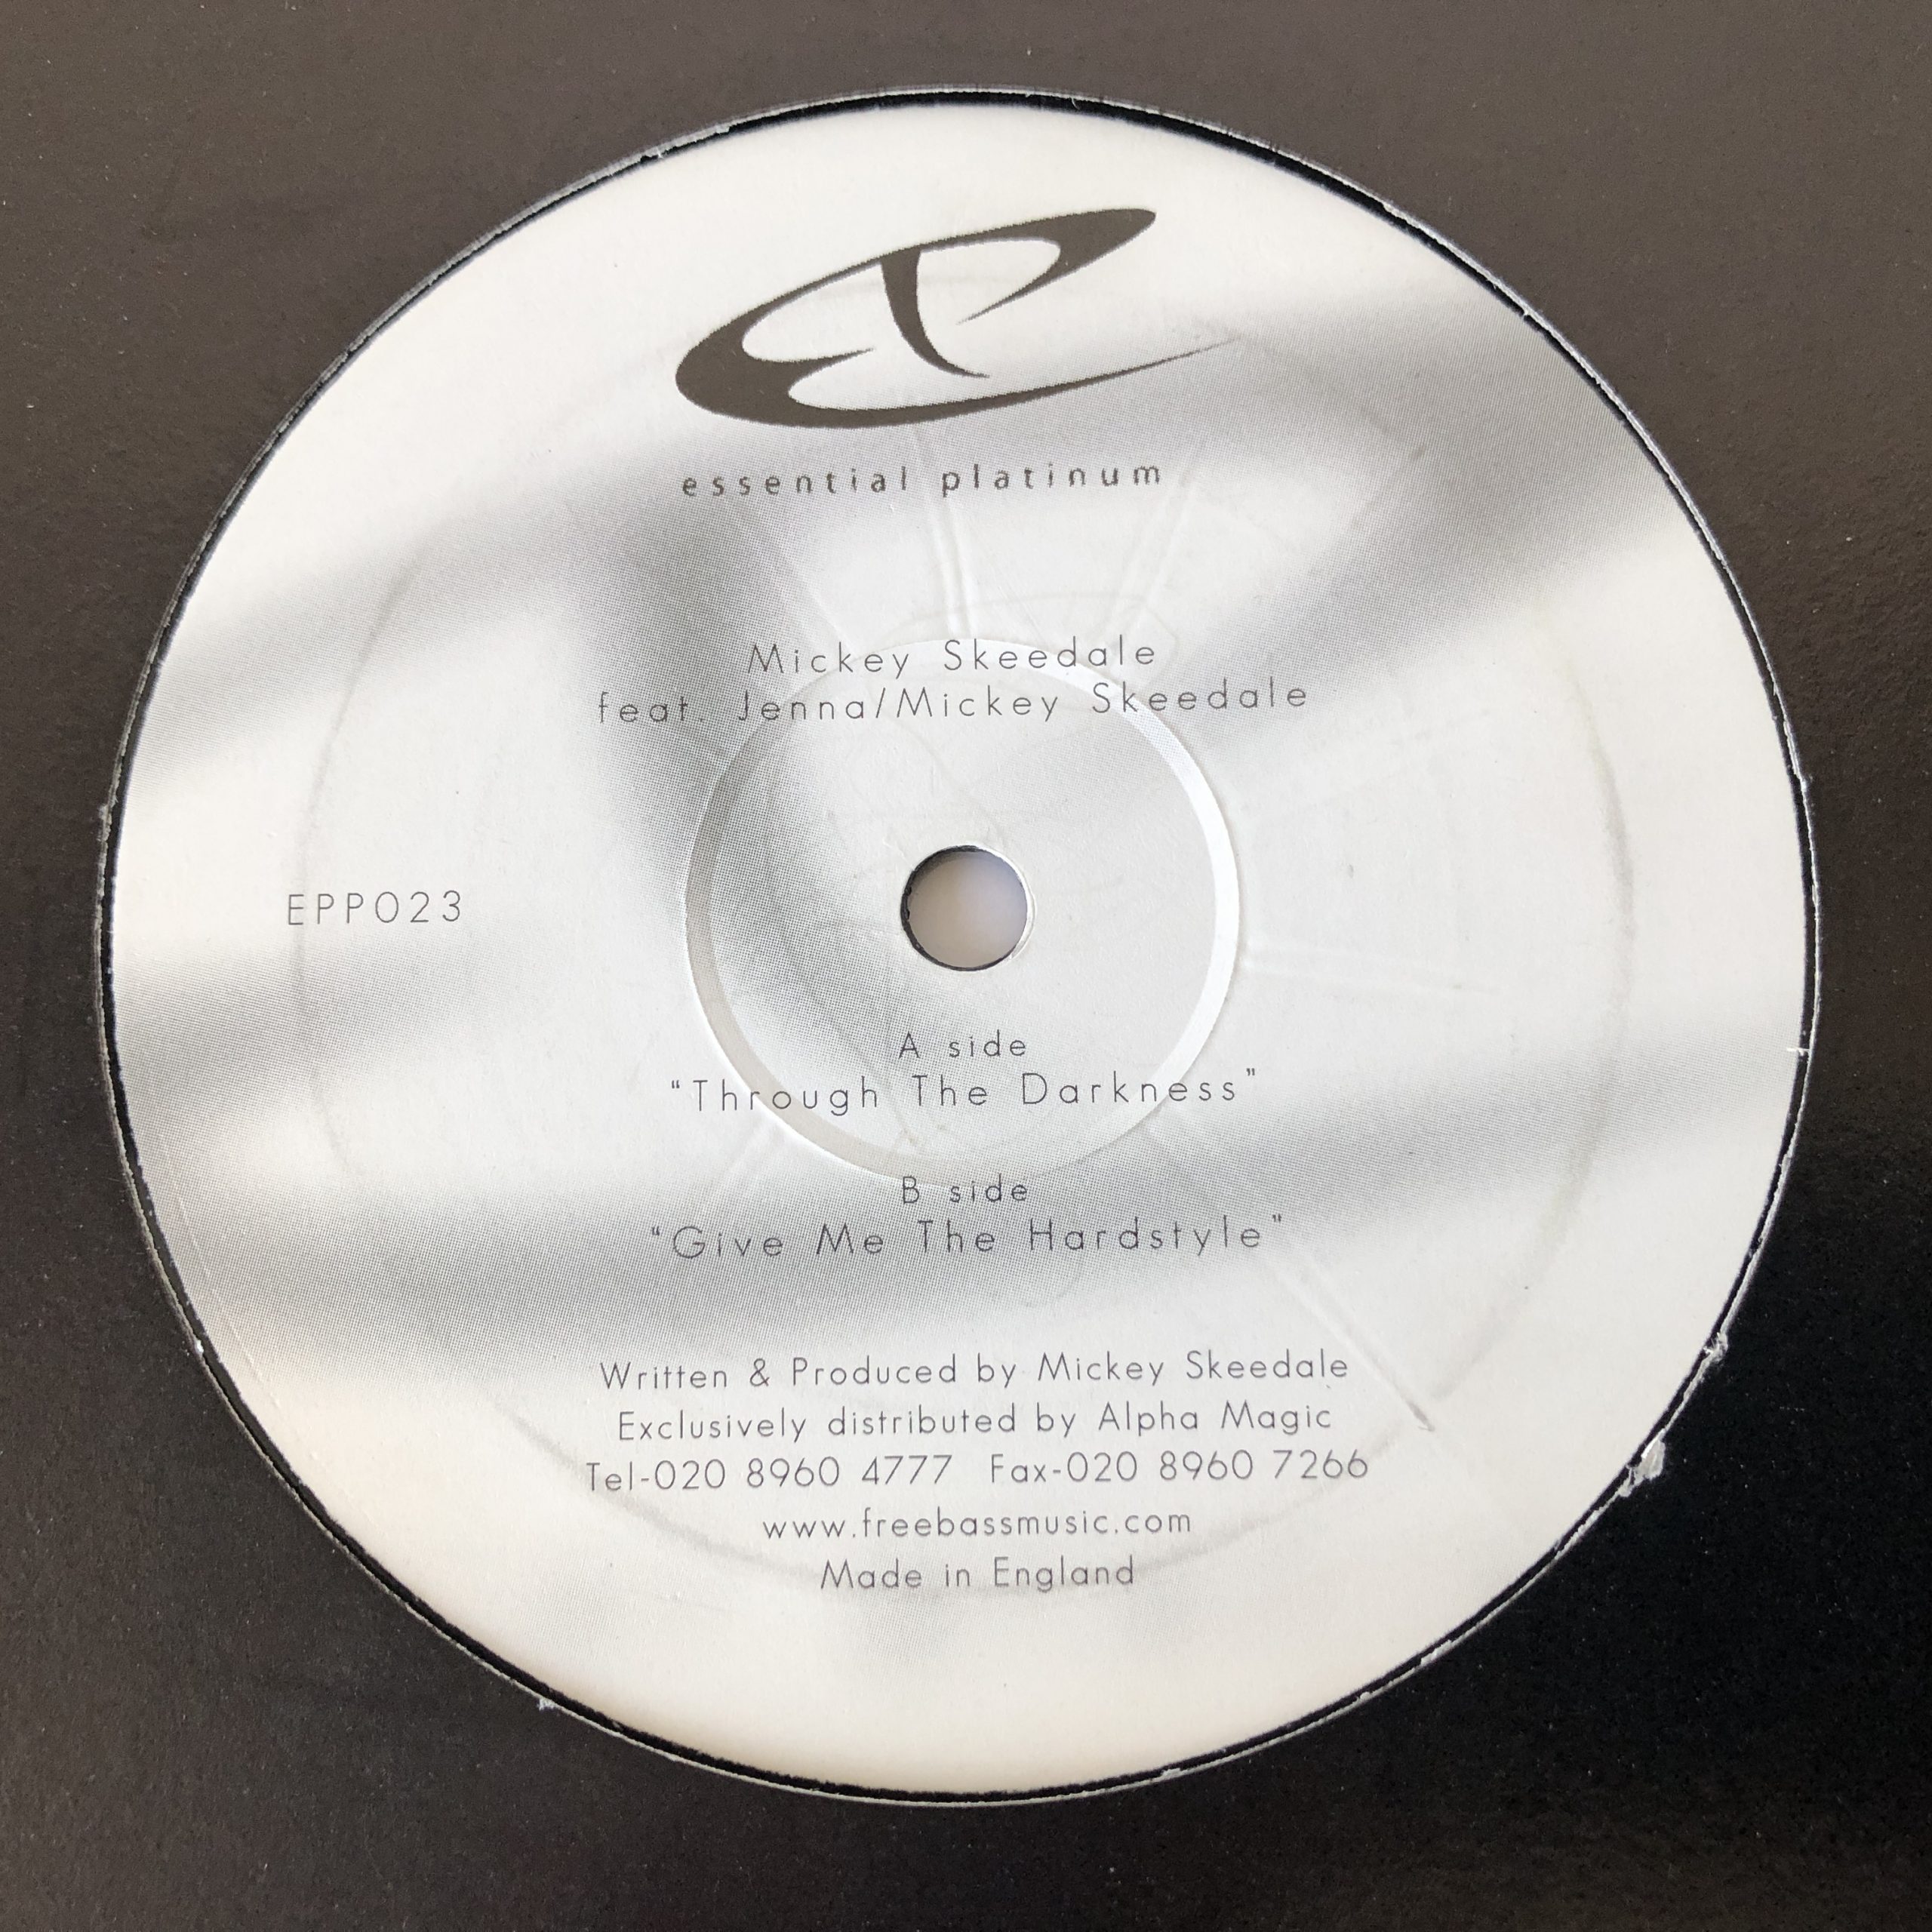 EP
essential platinum
Mickey Skeedale
feat. Jenna/Mickey Skeedale
EPP023
A side
"Through The Darkness"
B side
"Give Me The Hardstyle"
Written & Produced by Mickey Skeedale
Exclusively distributed by Alpha Magic
Tel-020 8960 4777 Fax-020 8960 7266
www.freebassmusic.com
Made in England